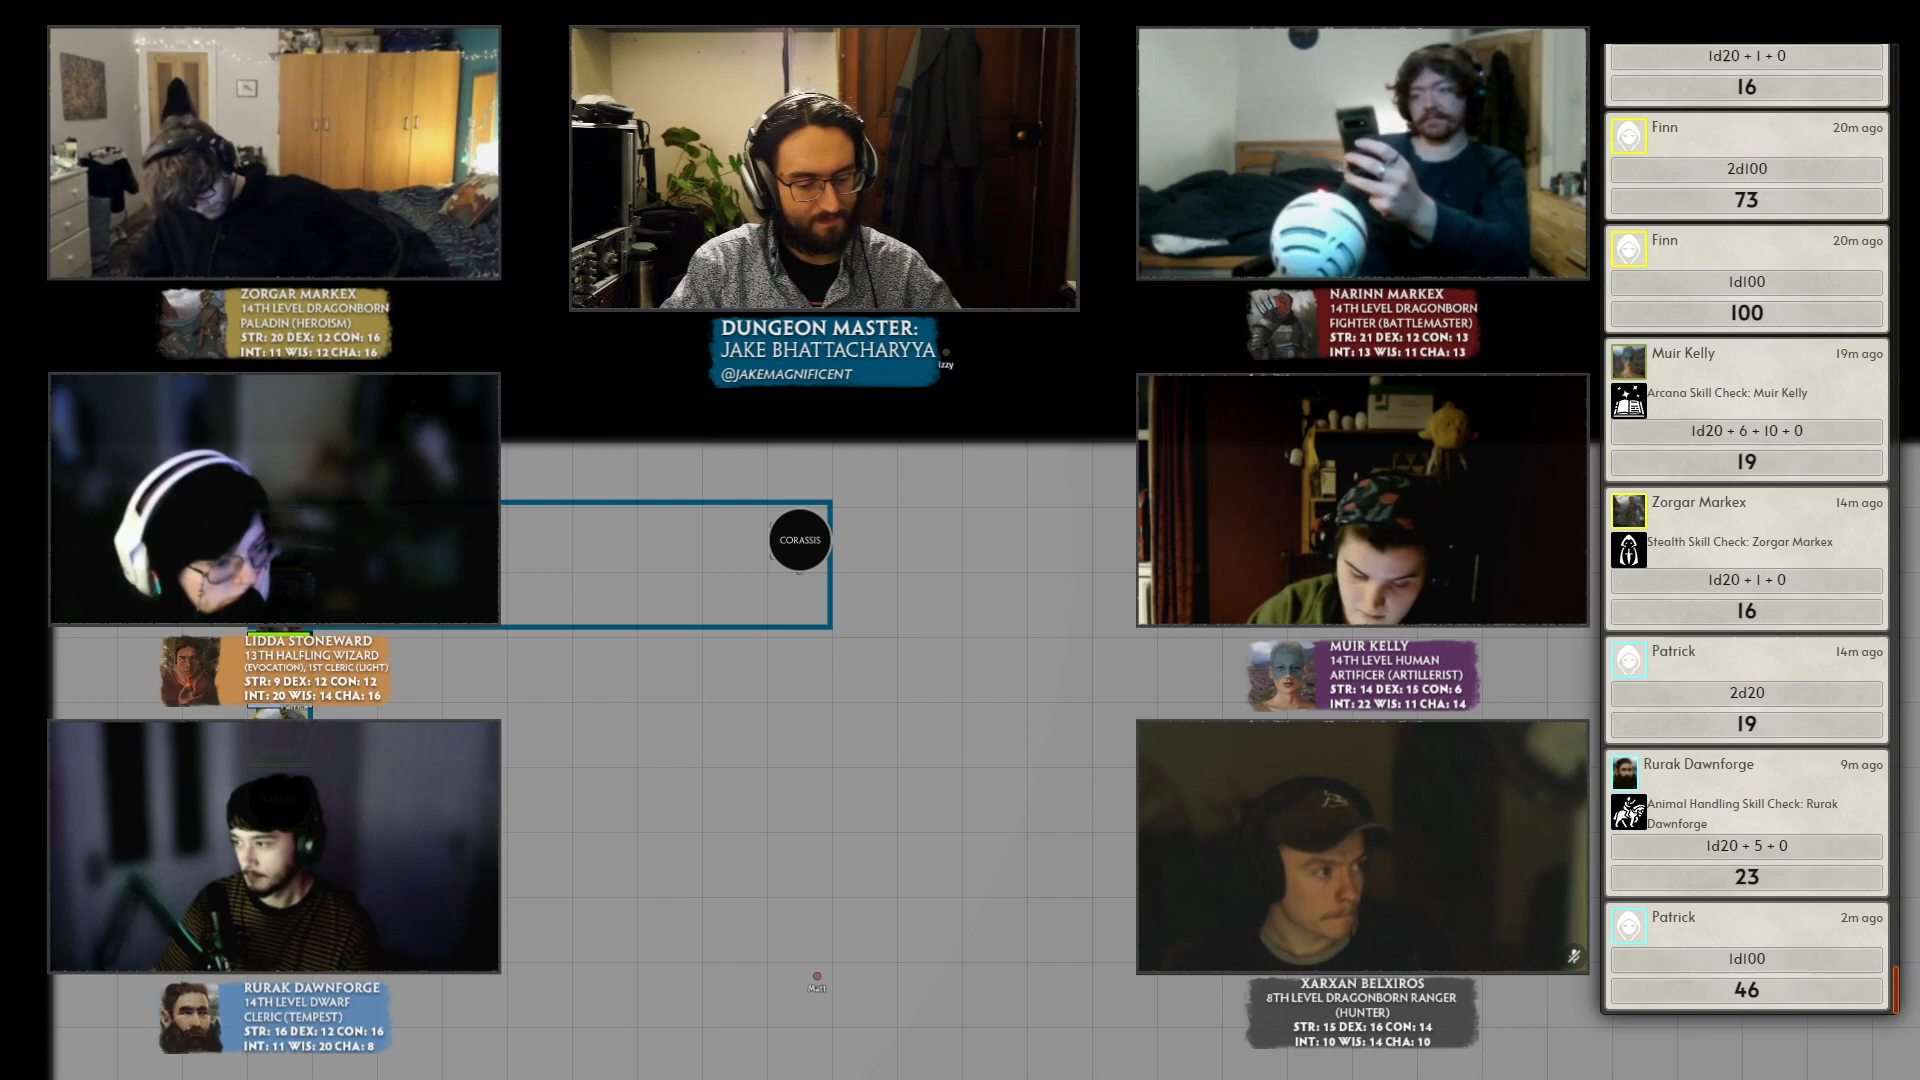 ZORGAR MARKEX
14TH LEVEL DRAGONBORN
PALADIN (HEROISM)
STR: 20 DEX: 12 CON: 16
INT: 11 WIS: 12 CHA: 16
DUNGEON MASTER:
JAKE BHATTACHARYYA
@JAKEMAGNIFICENT
izzy
NARINN MARKEX
14TH LEVEL DRAGONBORN
FIGHTER (BATTLEMASTER)
STR: 21 DEX: 12 CON: 13
INT: 13 WIS: 11 CHA: 13
CORASSIS
LIDDA STONEWARD
13TH HALFLING WIZARD
(EVOCATION), 1ST CLERIC (LIGHT)
STR: 9 DEX: 12 CON: 12
INT: 20 WIS: 14 CHA: 16
Patrick
MUIR KELLY
14TH LEVEL HUMAN
ARTIFICER (ARTILLERIST)
STR: 14 DEX: 15 CON: 6
INT: 22 WIS: 11 CHA: 14
Matt
RURAK DAWNFORGE
14TH LEVEL DWARF
CLERIC (TEMPEST)
STR: 16 DEX: 12 CON: 16
INT: 11 WIS: 20 CHA: 8
XARXAN BELXIROS
8TH LEVEL DRAGONBORN RANGER
(HUNTER)
STR: 15 DEX: 16 CON: 14
INT: 10 WIS: 14 CHA: 10
1d20 + 1 + 0
16
Finn 20m ago
2d100
73
Finn 20m ago
1d100
100
Muir Kelly 19m ago
Arcana Skill Check: Muir Kelly
1d20 + 6 + 10 + 0
19
Zorgar Markex 14m ago
Stealth Skill Check: Zorgar Markex
1d20 + 1 + 0
16
Patrick 14m ago
2d20
19
Rurak Dawnforge 9m ago
Animal Handling Skill Check: Rurak
Dawnforge
1d20 + 5 + 0
23
Patrick 2m ago
1d100
46